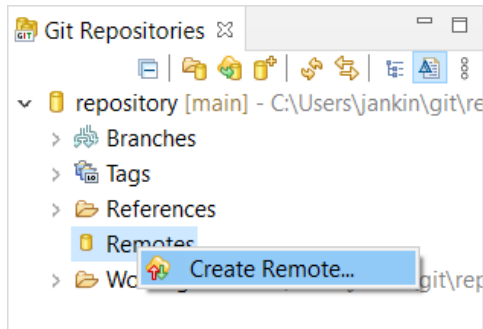 Git Repositories
repository [main] - C:\Users\jankin\git\re
Branches
Tags
References
Remotes
Create Remote...
git\rep